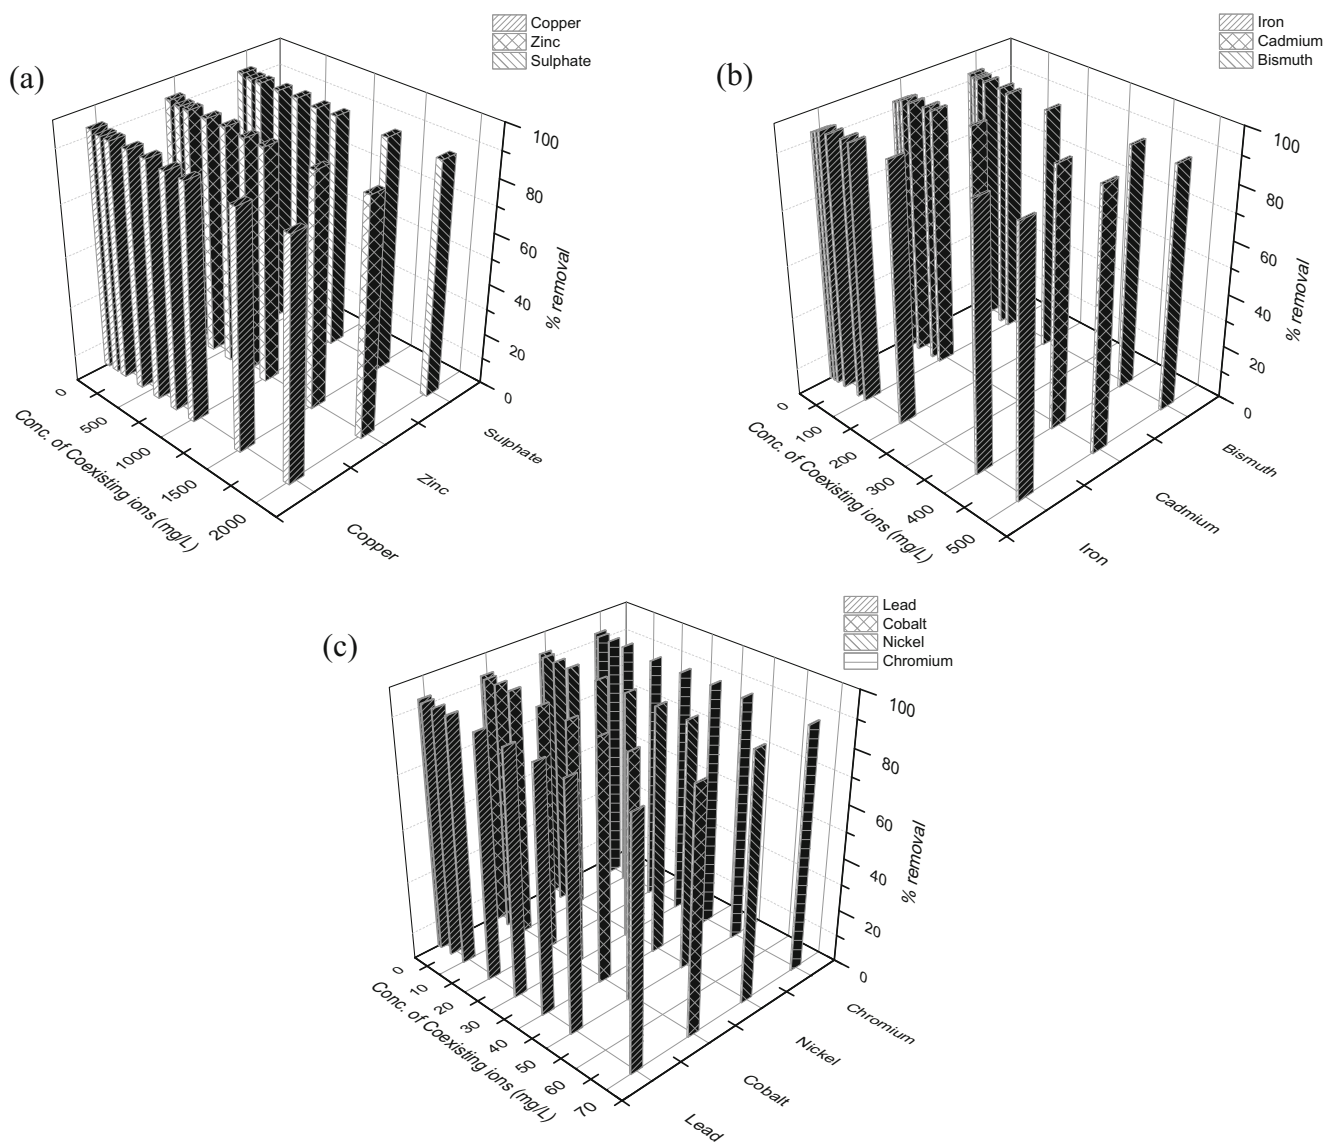 (a)
Copper
Zinc
Sulphate
100
80
60
40
20
0
% removal
0
500
1000
1500
2000
Conc. of Coexisting ions (mg/L)
Sulphate
Zinc
Copper
(b)
Iron
Cadmium
Bismuth
100
80
60
40
20
0
% removal
0
100
200
300
400
500
Conc. of Coexisting ions (mg/L)
Bismuth
Cadmium
Iron
(c)
Lead
Cobalt
Nickel
Chromium
100
80
60
40
20
0
% removal
0
10
20
30
40
50
60
70
Conc. of Coexisting ions (mg/L)
Chromium
Nickel
Cobalt
Lead